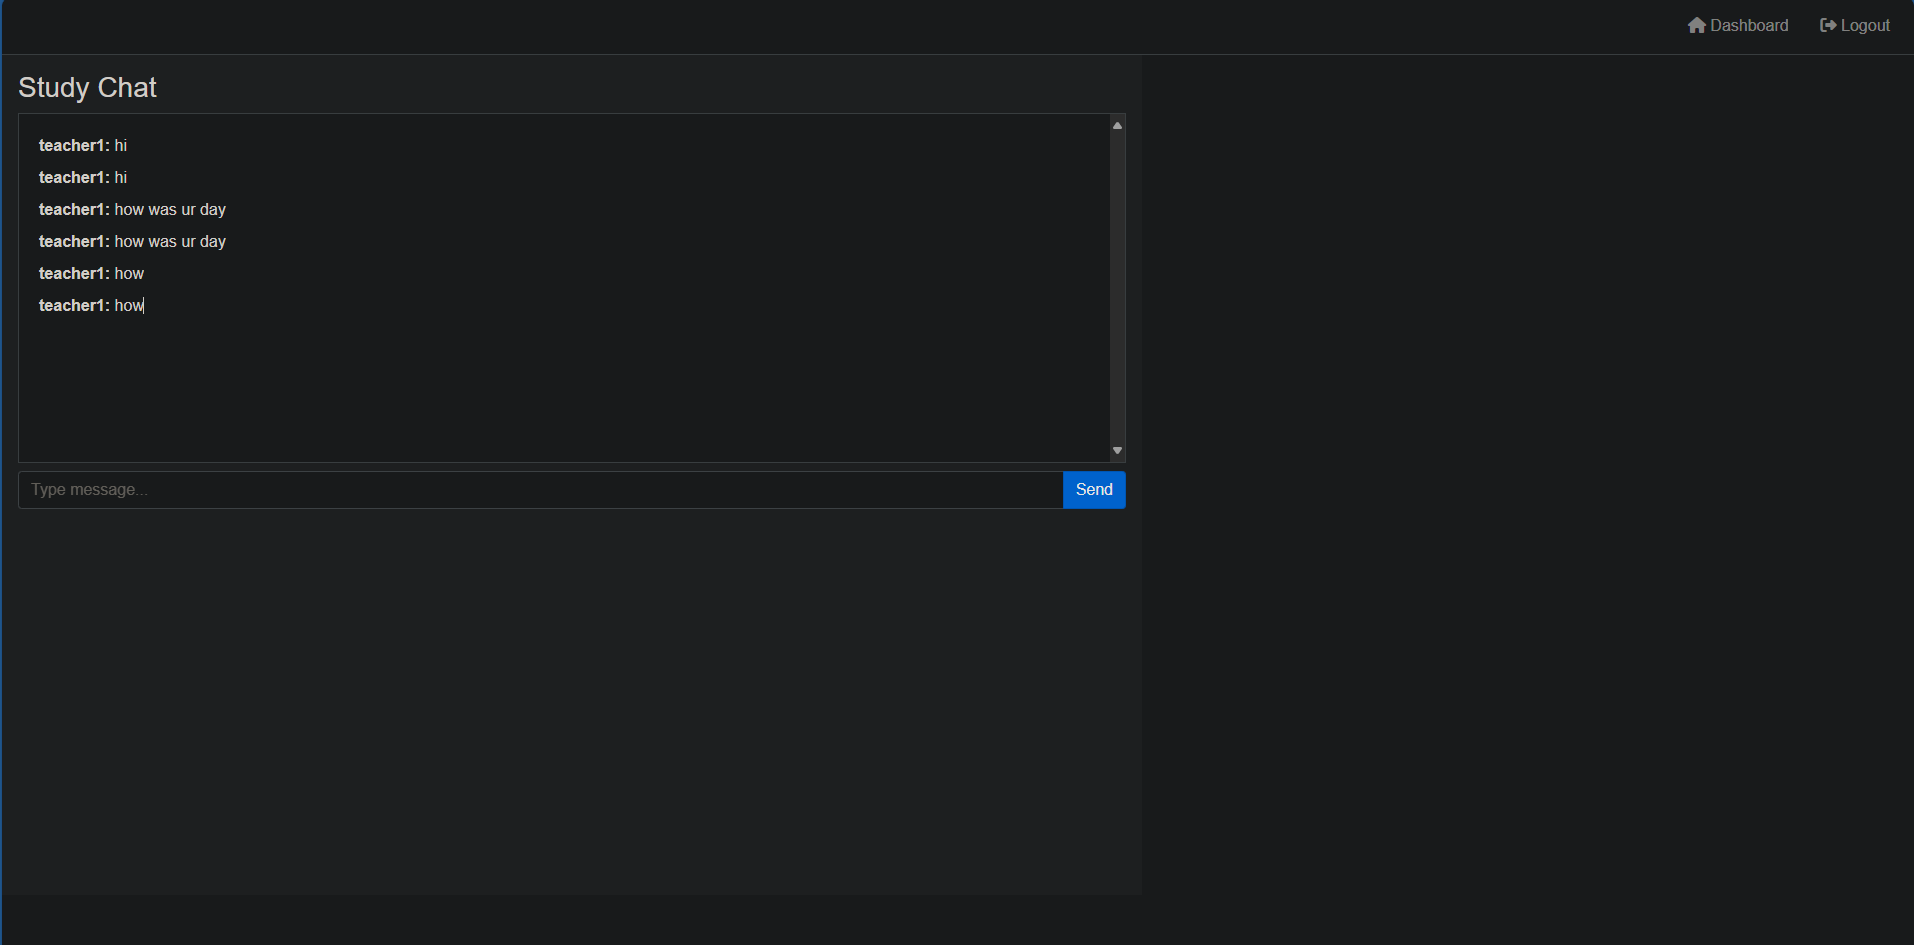 Dashboard Logout
Study Chat
teacher1: hi
teacher1: hi
teacher1: how was ur day
teacher1: how was ur day
teacher1: how
teacher1: how
Type message... Send